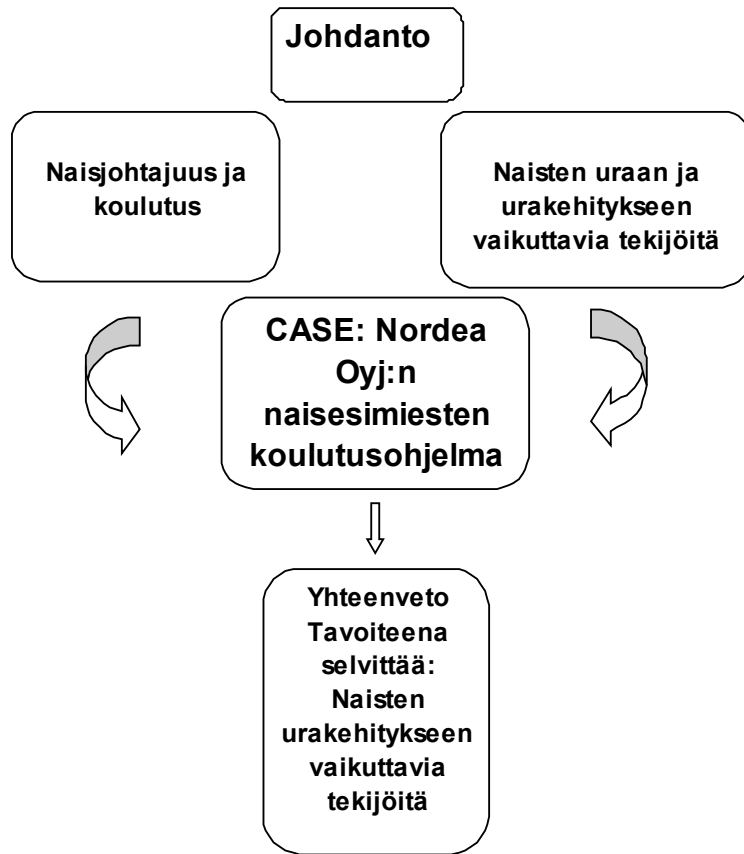 Johdanto
Naisjohtajuus ja
koulutus
Naisten uraan ja
urakehitykseen
vaikuttavia tekijöitä
CASE: Nordea
Oyj:n
naisesimiesten
koulutusohjelma
Yhteenveto
Tavoiteena
selvittää:
Naisten
urakehitykseen
vaikuttavia
tekijöitä